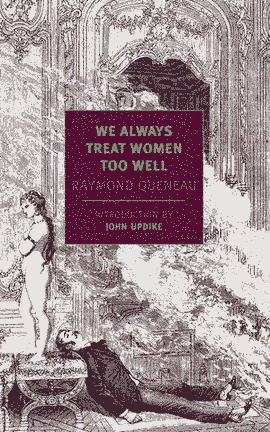 WE ALWAYS
TREAT WOMEN
TOO WELL
RAYMOND QUENEAU
INTRODUCTION BY
JOHN UPDIKE